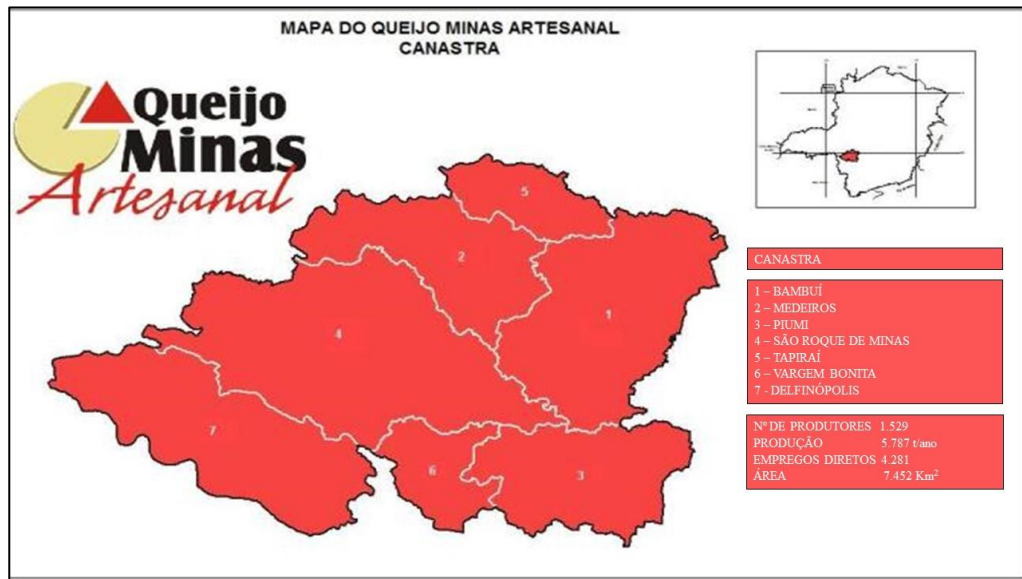 MAPA DO QUEIJO MINAS ARTESANAL
CANASTRA
Queijo
Minas
Artesanal
5
2
1
4
7
6
3
CANASTRA
1 – BAMBUÍ
2 – MEDEIROS
3 – PIUMI
4 – SÃO ROQUE DE MINAS
5 – TAPIRAÍ
6 – VARGEM BONITA
7 - DELFINÓPOLIS
Nº DE PRODUTORES 1.529
PRODUÇÃO 5.787 t/ano
EMPREGOS DIRETOS 4.281
ÁREA 7.452 Km²